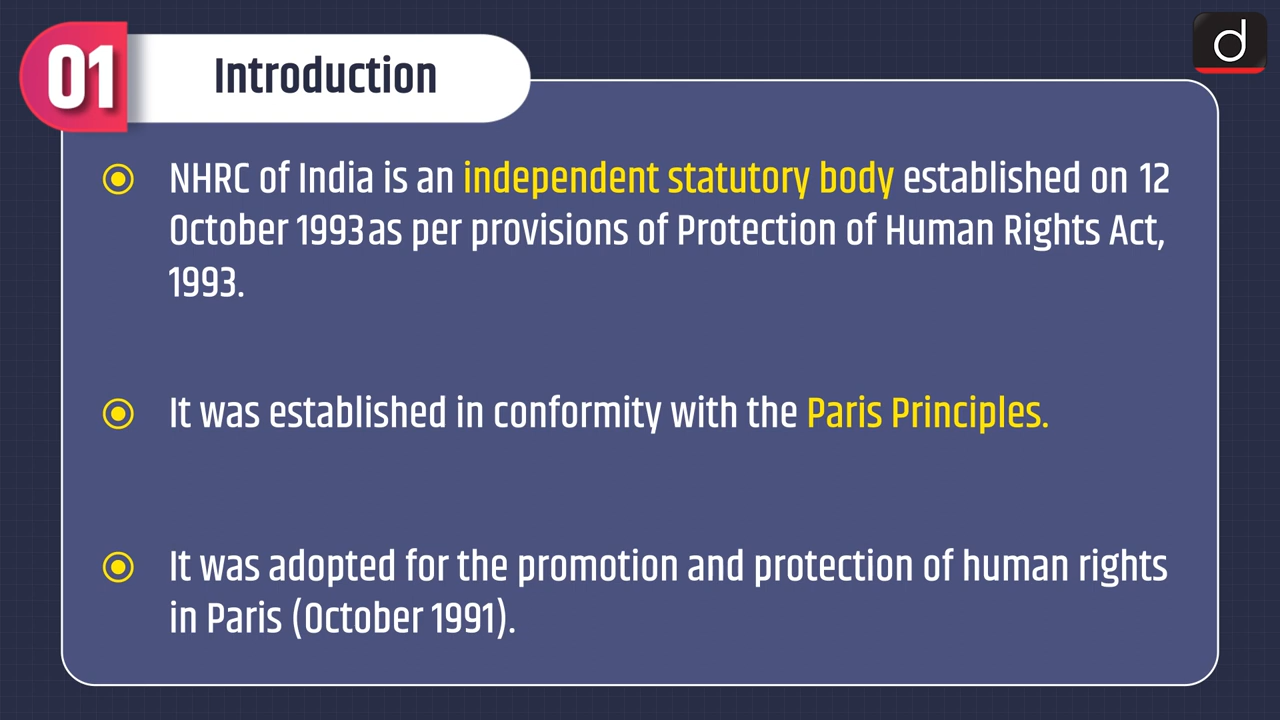 01
Introduction
d
NHRC of India is an independent statutory body established on 12
October 1993 as per provisions of Protection of Human Rights Act,
1993.
It was established in conformity with the Paris Principles.
It was adopted for the promotion and protection of human rights
in Paris (October 1991).